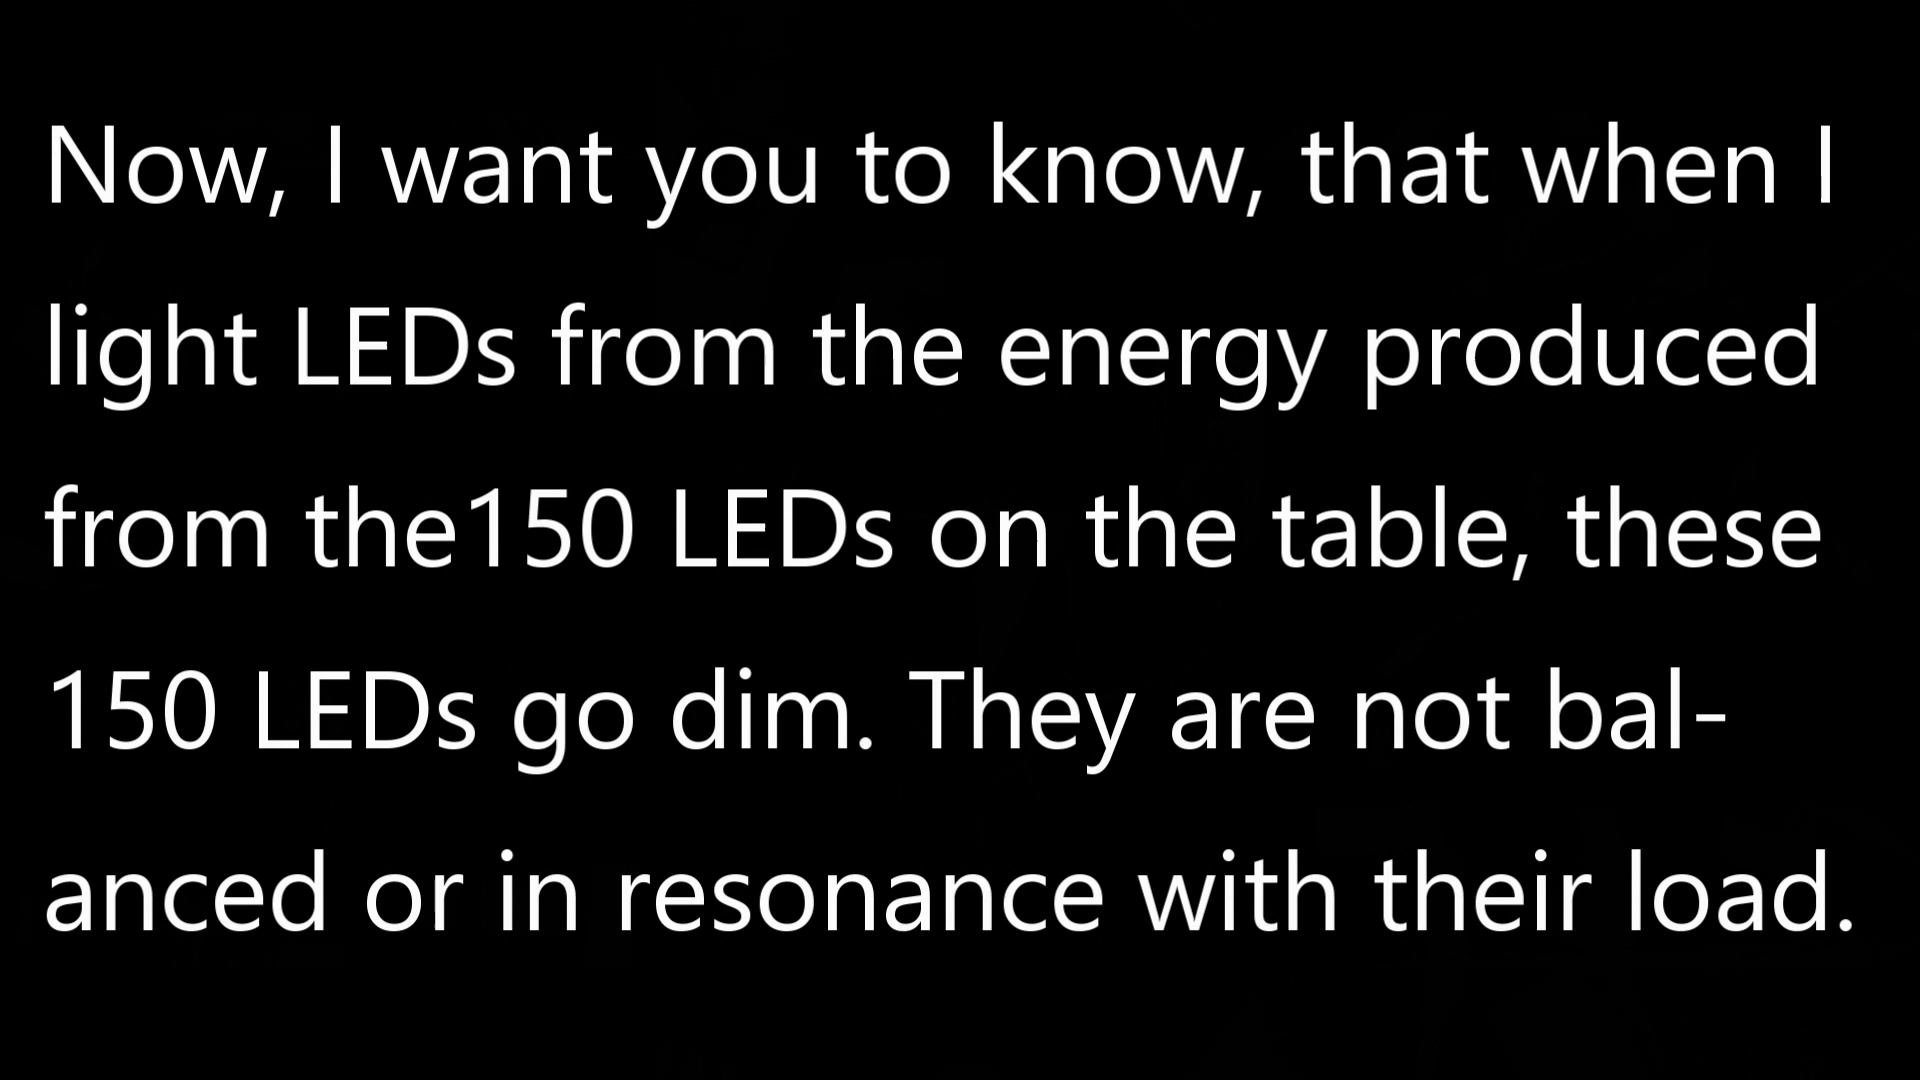 Now, I want you to know, that when I
light LEDs from the energy produced
from the150 LEDs on the table, these
150 LEDs go dim. They are not bal-
anced or in resonance with their load.